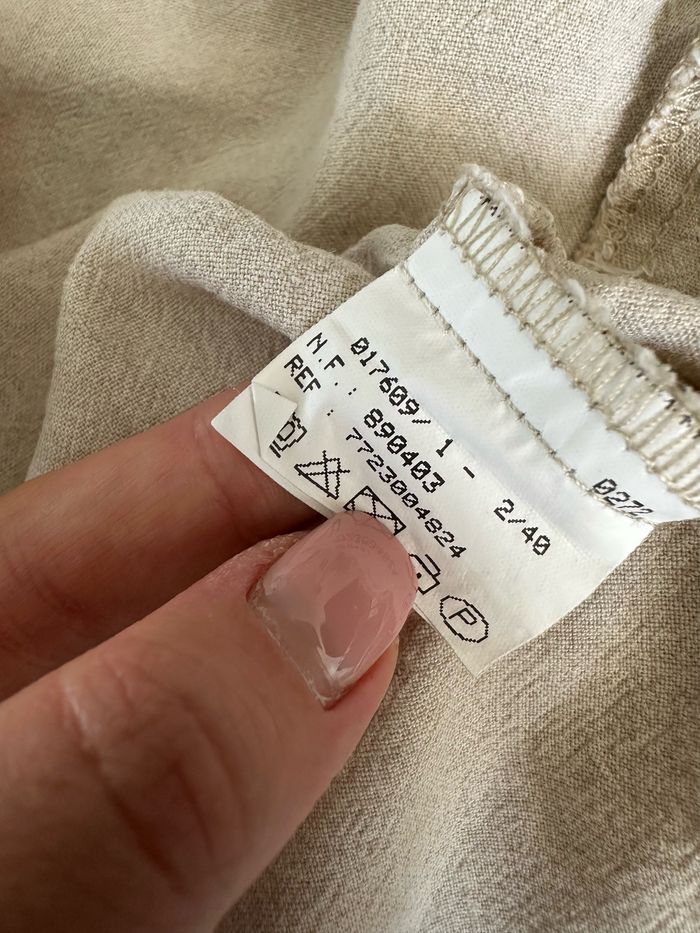 N.F.: 017609/ 1 - 2/40
REF : 890403
7723004824
P